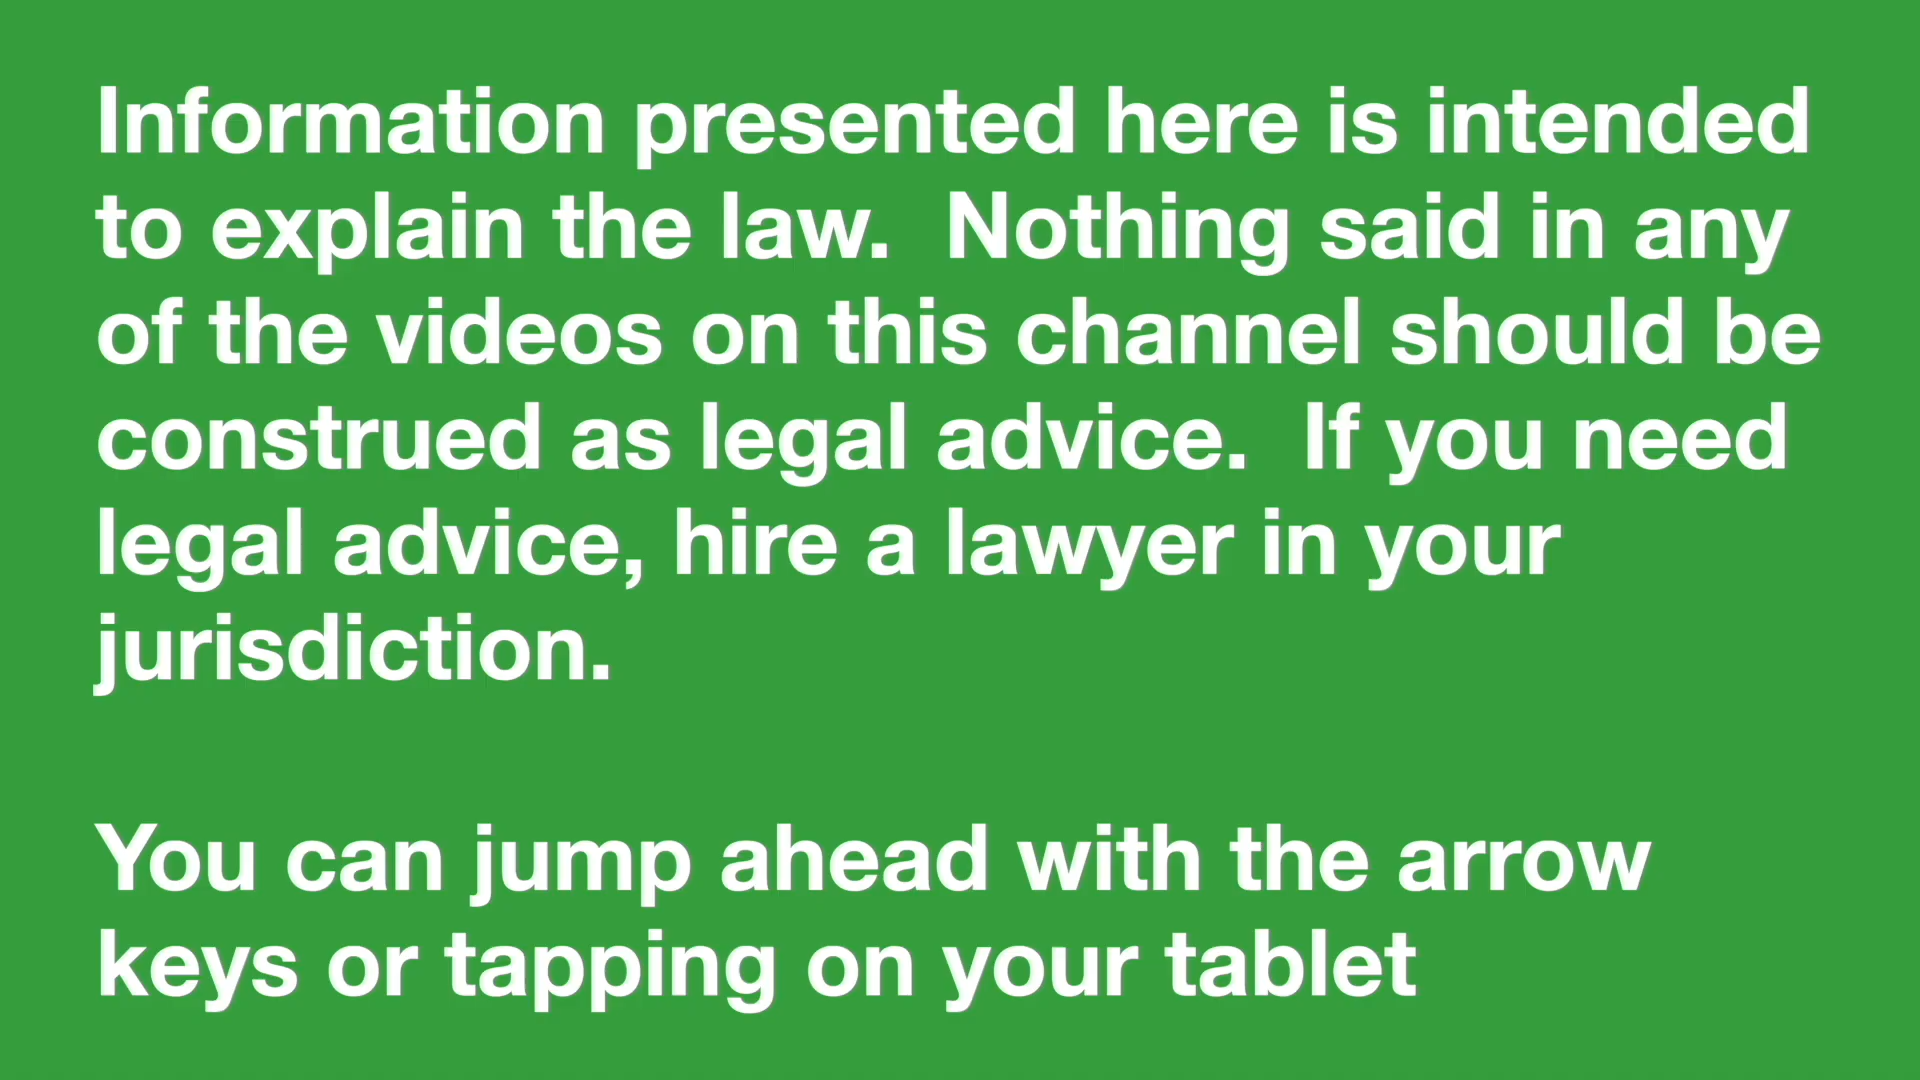 Information presented here is intended
to explain the law.  Nothing said in any
of the videos on this channel should be
construed as legal advice.  If you need
legal advice, hire a lawyer in your
jurisdiction.
You can jump ahead with the arrow
keys or tapping on your tablet